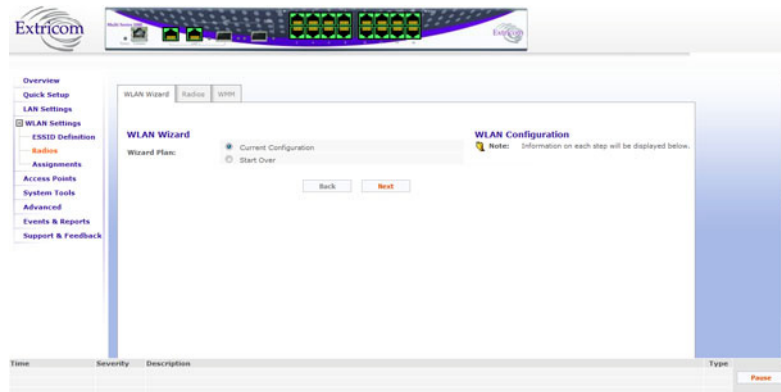 Extricom
Extricom
Overview
Quick Setup
LAN Settings
WLAN Settings
ESSID Definition
Radios
Assignments
Access Points
System Tools
Advanced
Events & Reports
Support & Feedback
WLAN Wizard Radios WMM
WLAN Wizard
Wizard Plan:
Current Configuration
Start Over
Back Next
WLAN Configuration
Note: Information on each step will be displayed below.
Time Severity Description Type
Pause